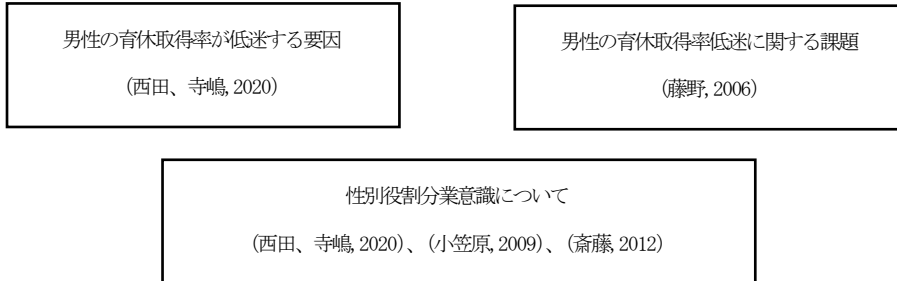 男性の育休取得率が低迷する要因
（西田、寺嶋, 2020）
男性の育休取得率低迷に関する課題
（藤野, 2006）
性別役割分業意識について
（西田、寺嶋, 2020）、（小笠原, 2009）、（斎藤, 2012）